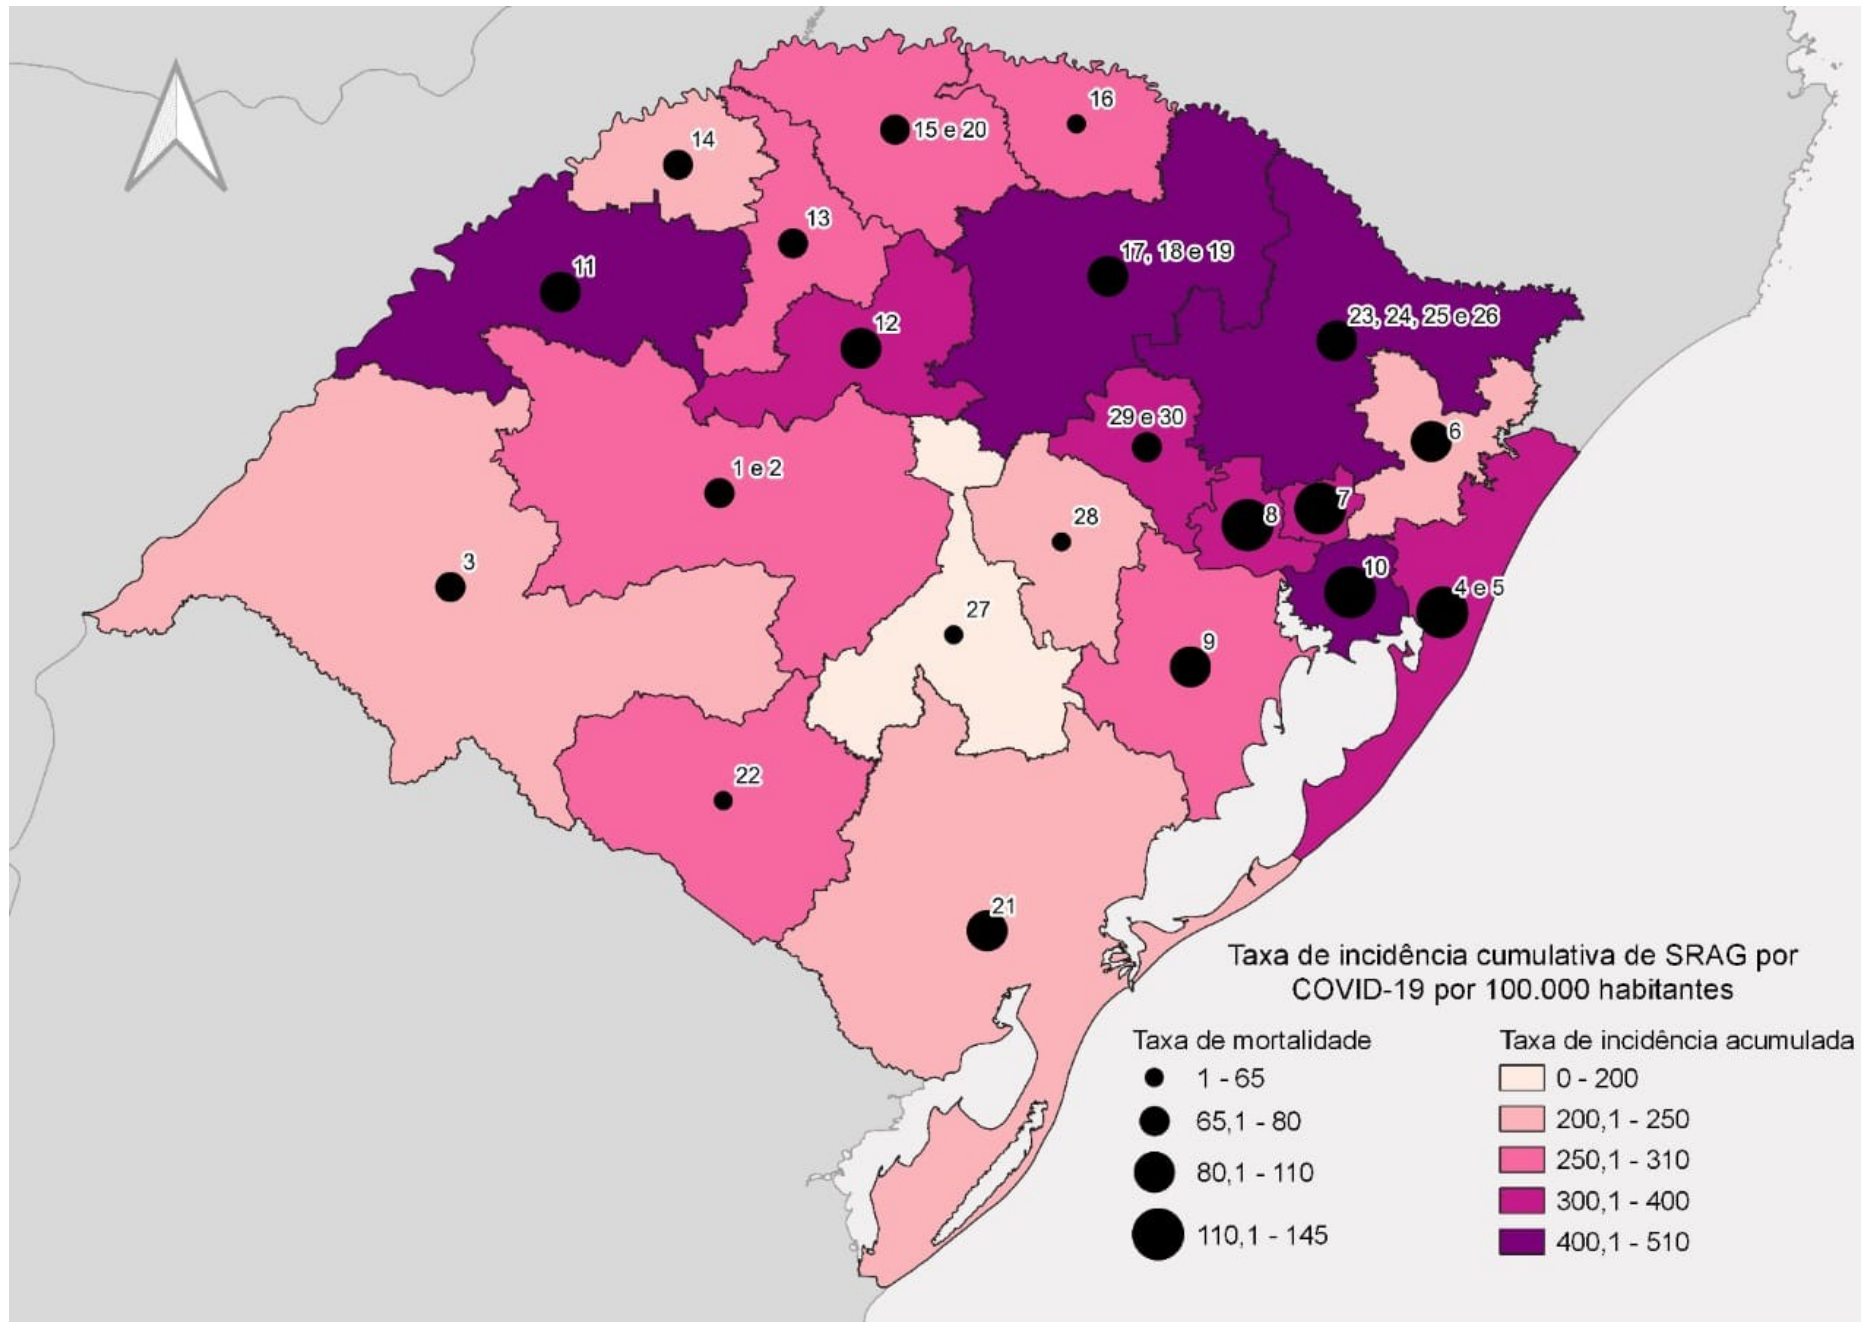 16
15 e 20
14
13
17, 18 e 19
11
12
23, 24, 25 e 26
29 e 30
6
1 e 2
7
8
28
3
10
4 e 5
27
9
22
21
Taxa de incidência cumulativa de SRAG por
COVID-19 por 100.000 habitantes
Taxa de mortalidade
1 - 65
65,1 - 80
80,1 - 110
110,1 - 145
Taxa de incidência acumulada
0 - 200
200,1 - 250
250,1 - 310
300,1 - 400
400,1 - 510